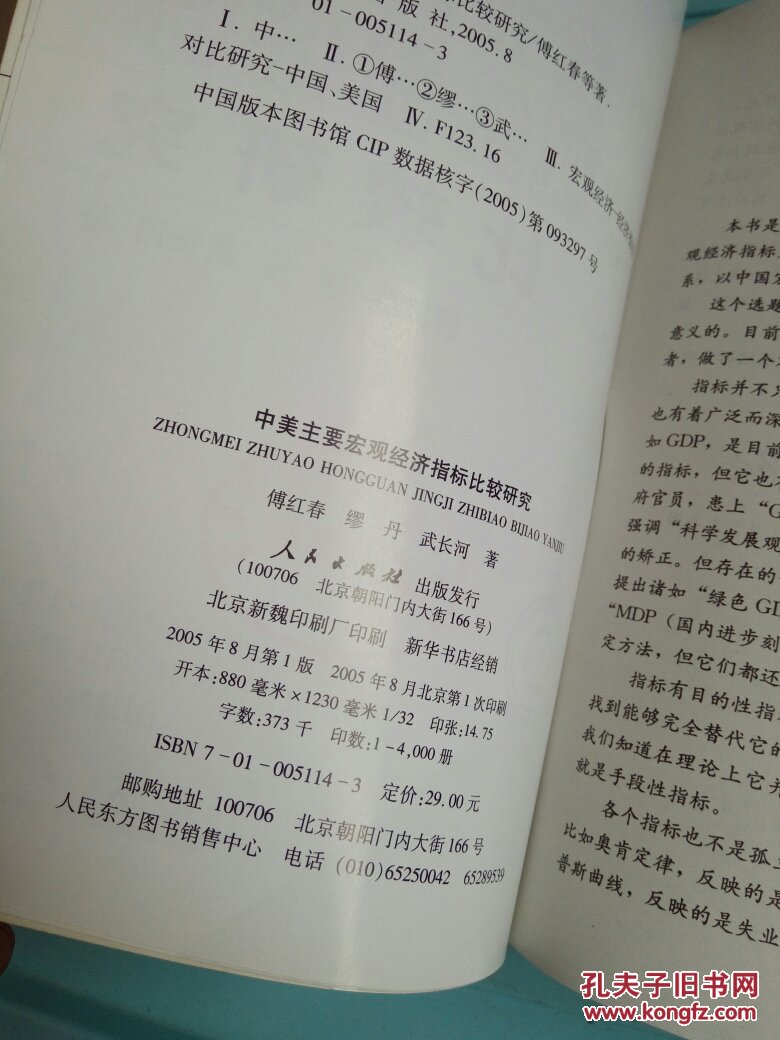 比较研究/傅红春等著.
版社,2005.8
01-005114-3
Ⅰ.中… Ⅱ.①傅…②缪…③武… Ⅲ.宏观经济-经济
对比研究-中国、美国 Ⅳ.F123.16
中国版本图书馆CIP数据核字(2005)第093297号
中美主要宏观经济指标比较研究
ZHONGMEI ZHUYAO HONGGUAN JINGJI ZHIBIAO BIJIAO YANJIU
傅红春 缪 丹 武长河 著
人民出版社 出版发行
(100706 北京朝阳门内大街166号)
北京新魏印刷厂印刷 新华书店经销
2005年8月第1版 2005年8月北京第1次印刷
开本:880毫米×1230毫米 1/32 印张:14.75
字数:373千 印数:1-4,000册
ISBN 7-01-005114-3 定价:29.00元
邮购地址 100706 北京朝阳门内大街166号
人民东方图书销售中心 电话 (010)65250042 65289539
本书是
观经济指标
系,以中国宏
这个选题
意义的。目前
者,做了一个
指标并不只
也有着广泛而深
如GDP,是目前
的指标,但它也
府官员,患上“G
强调“科学发展观
的矫正。但存在的
提出诸如“绿色GD
“MDP(国内进步刻
定方法,但它们都还
指标有目的性指
找到能够完全替代它的
我们知道在理论上它并
就是手段性指标。
各个指标也不是孤立
比如奥肯定律,反映的是
普斯曲线,反映的是失业
孔夫子旧书网
www.kongfz.com